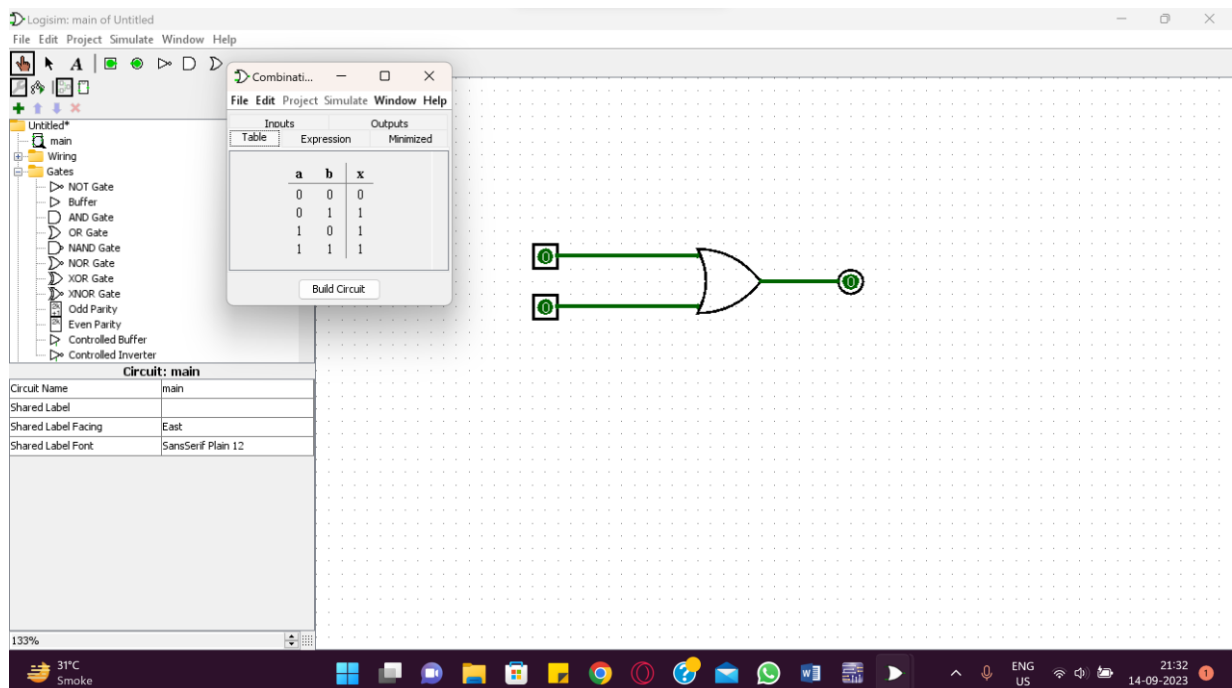 Logisim: main of Untitled
File Edit Project Simulate Window Help
A
Combinati...
File Edit Project Simulate Window Help
Inputs Outputs
Table Expression Minimized
a b x
0 0 0
0 1 1
1 0 1
1 1 1
Build Circuit
Untitled*
main
Wiring
Gates
NOT Gate
Buffer
AND Gate
OR Gate
NAND Gate
NOR Gate
XOR Gate
XNOR Gate
Odd Parity
Even Parity
Controlled Buffer
Controlled Inverter
Circuit: main
Circuit Name main
Shared Label
Shared Label Facing East
Shared Label Font SansSerif Plain 12
0
0
0
133%
31°C
Smoke
ENG
US
21:32
14-09-2023
1